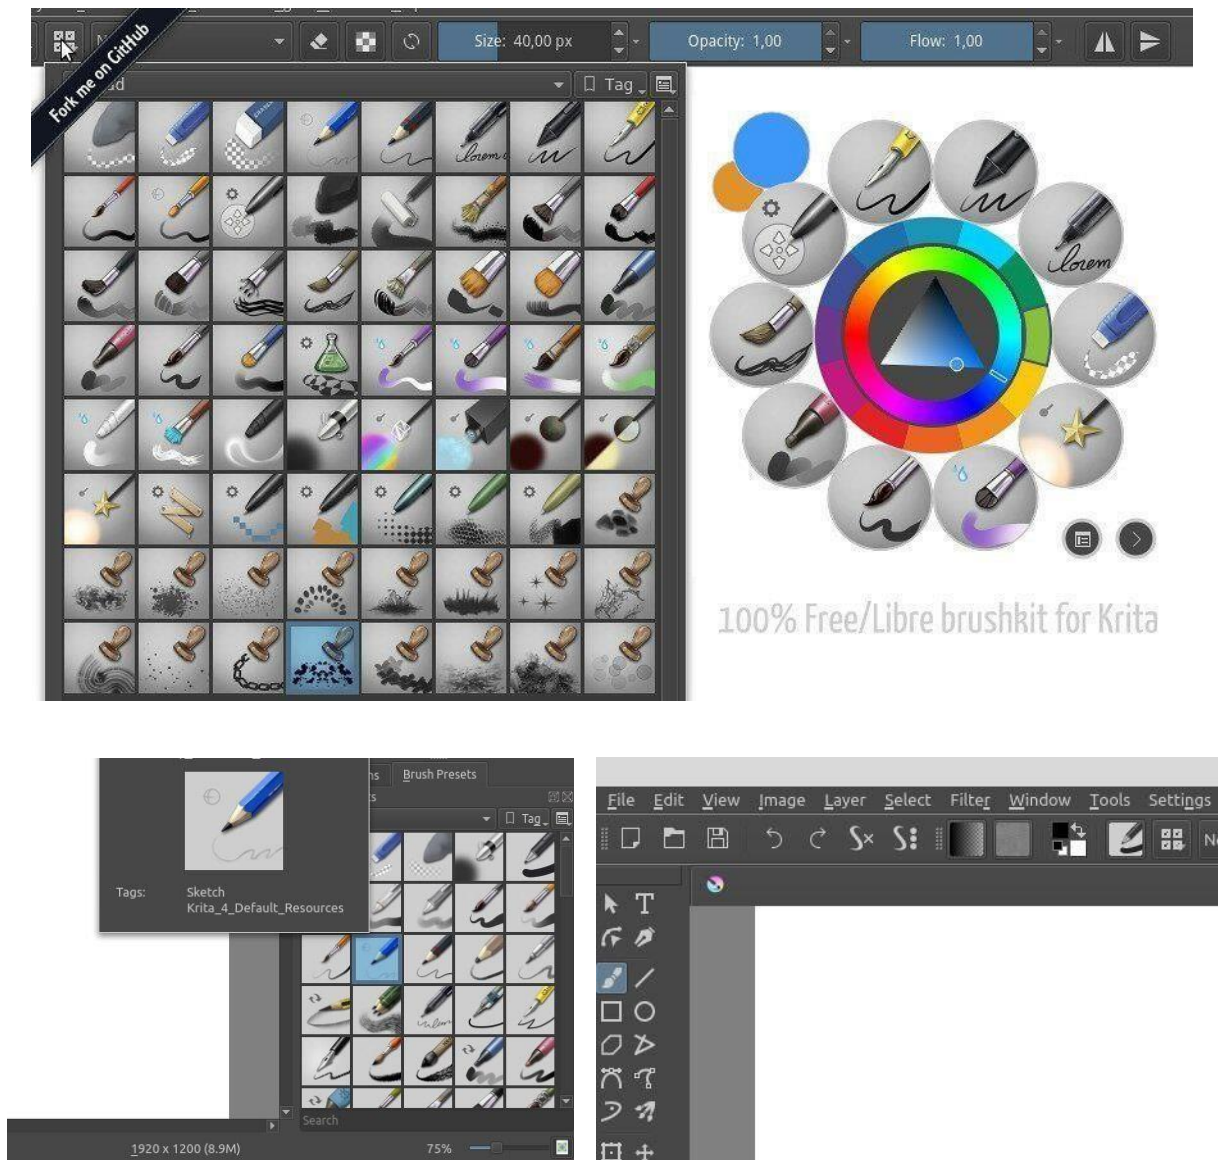 Fork me on GitHub
Size: 40,00 px
Opacity: 1,00
Flow: 1,00
Tag
lorem
lorem
100% Free/Libre brushkit for Krita
Tags:
Sketch
Krita_4_Default_Resources
Brush Presets
Tag
Search
1920 x 1200 (8.9M)
75%
File Edit View Image Layer Select Filter Window Tools Settings